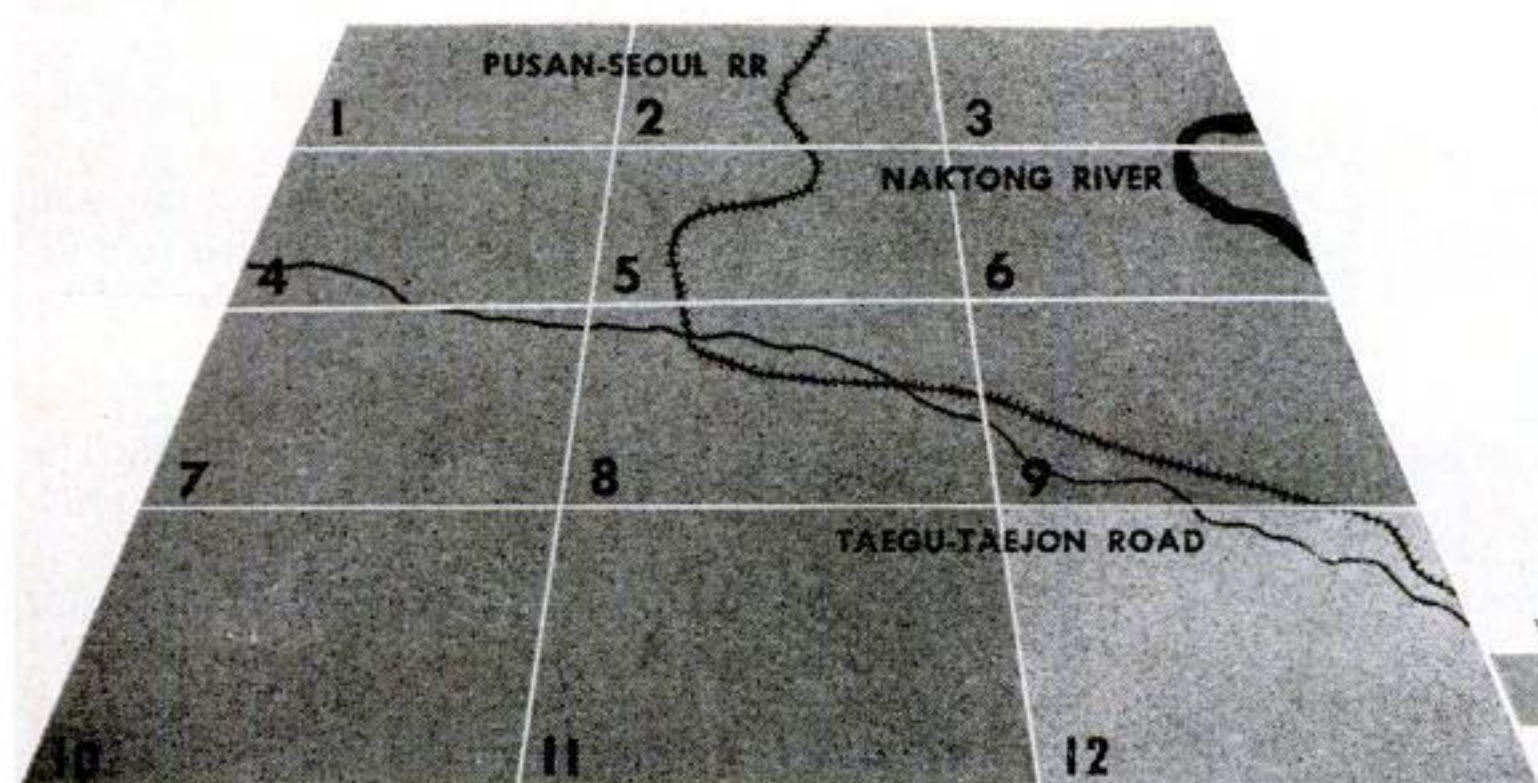 PUSAN-SEOUL RR
1 2 3
NAKTONG RIVER
4 5 6
7 8 9
TAEGU-TAEJON ROAD
10 11 12